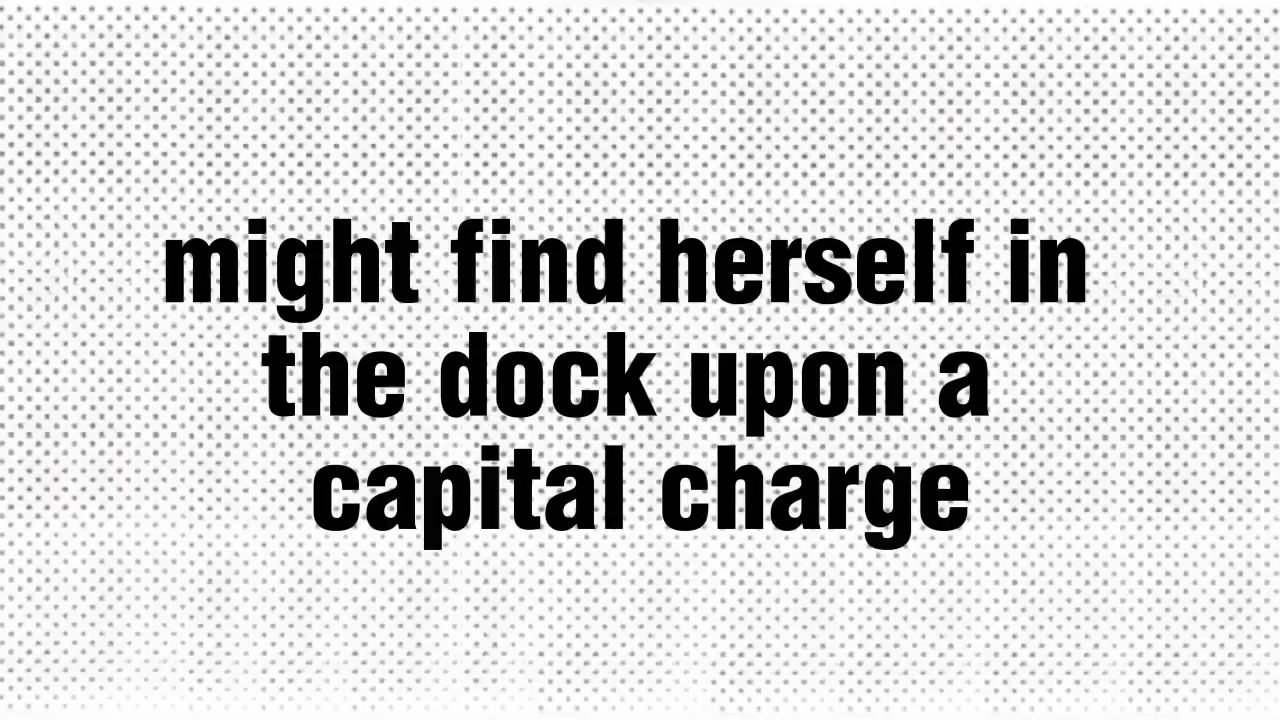 might find herself in
the dock upon a
capital charge